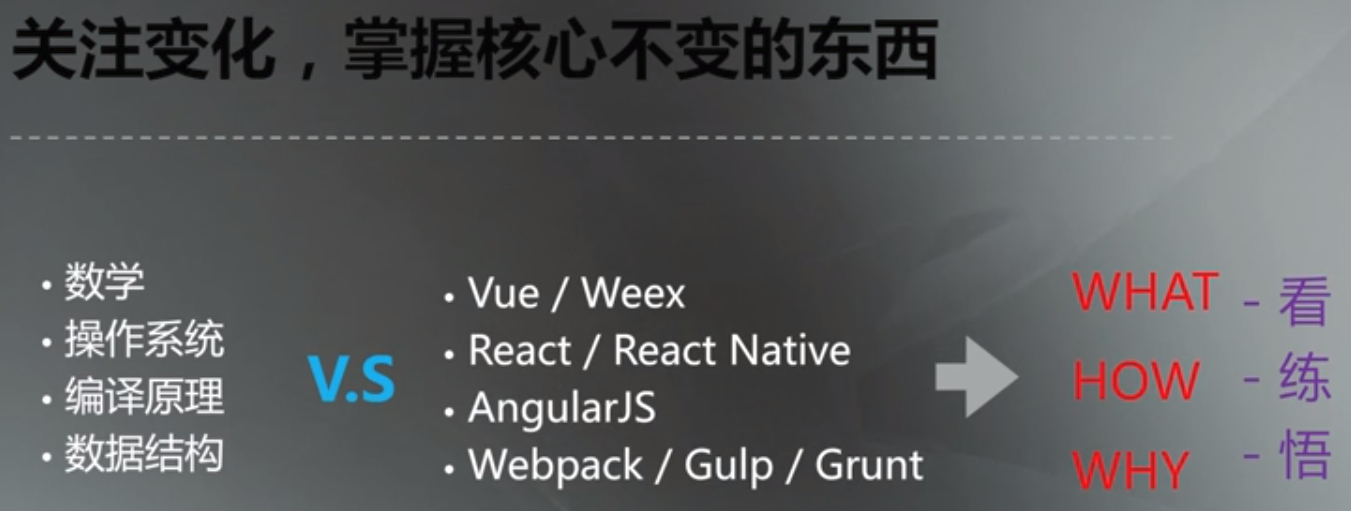 关注变化，掌握核心不变的东西
• 数学
• 操作系统
• 编译原理
• 数据结构
V.S
• Vue / Weex
• React / React Native
• AngularJS
• Webpack / Gulp / Grunt
WHAT - 看
HOW - 练
WHY - 悟